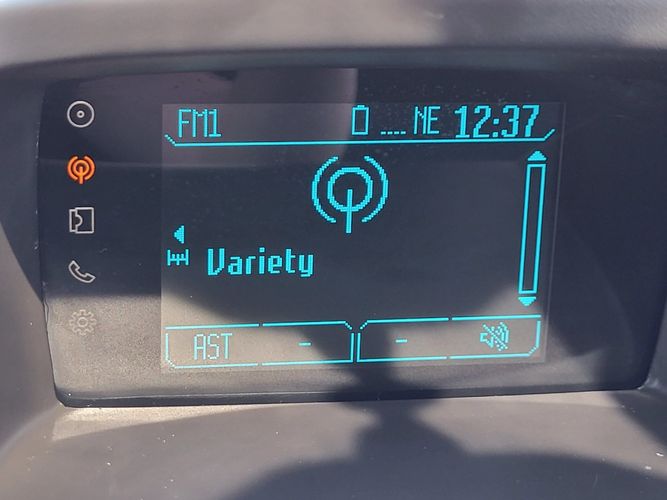 FM1 .... NE 12:37
Variety
AST - -